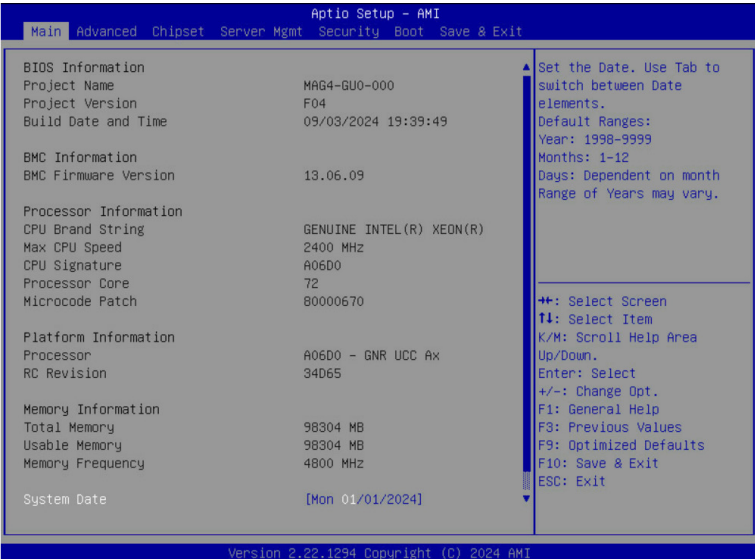 Aptio Setup - AMI
Main Advanced Chipset Server Mgmt Security Boot Save & Exit
BIOS Information
Project Name MAG4-GU0-000
Project Version F04
Build Date and Time 09/03/2024 19:39:49
BMC Information
BMC Firmware Version 13.06.09
Processor Information
CPU Brand String GENUINE INTEL(R) XEON(R)
Max CPU Speed 2400 MHz
CPU Signature A06D0
Processor Core 72
Microcode Patch 80000670
Platform Information
Processor A06D0 - GNR UCC Ax
RC Revision 34D65
Memory Information
Total Memory 98304 MB
Usable Memory 98304 MB
Memory Frequency 4800 MHz
System Date [Mon 01/01/2024]
Set the Date. Use Tab to
switch between Date
elements.
Default Ranges:
Year: 1998-9999
Months: 1-12
Days: Dependent on month
Range of Years may vary.
→←: Select Screen
↑↓: Select Item
K/M: Scroll Help Area
Up/Down.
Enter: Select
+/-: Change Opt.
F1: General Help
F3: Previous Values
F9: Optimized Defaults
F10: Save & Exit
ESC: Exit
Version 2.22.1294 Copyright (C) 2024 AMI